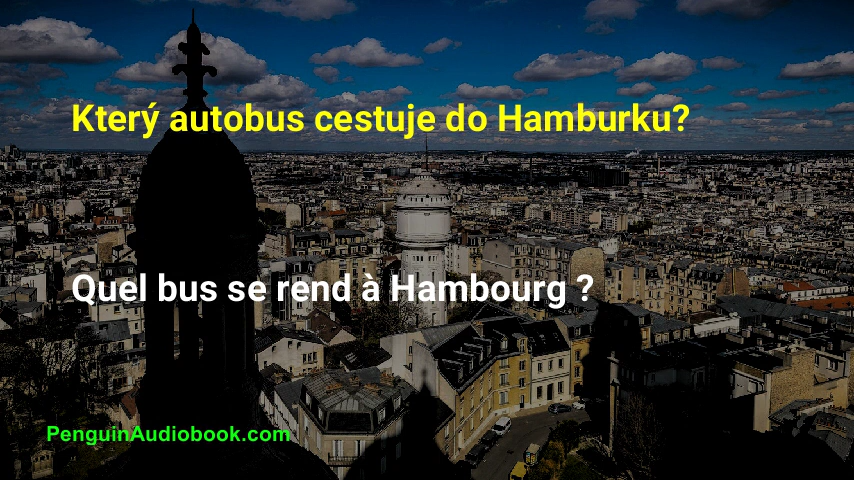 Který autobus cestuje do Hamburku?
Quel bus se rend à Hambourg ?
PenguinAudiobook.com